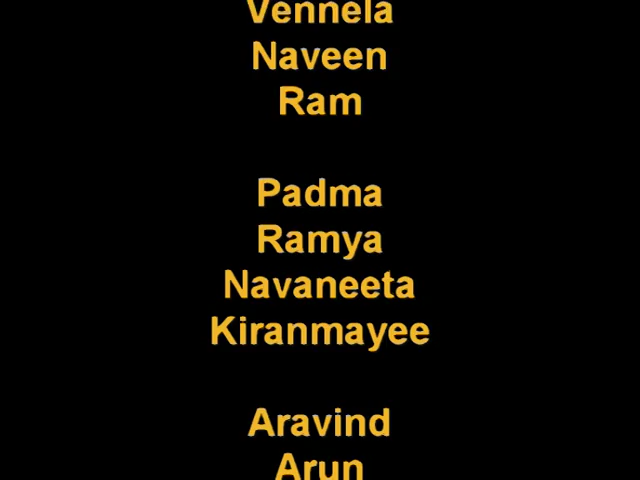 Vennela
Naveen
Ram
Padma
Ramya
Navaneeta
Kiranmayee
Aravind
Arun